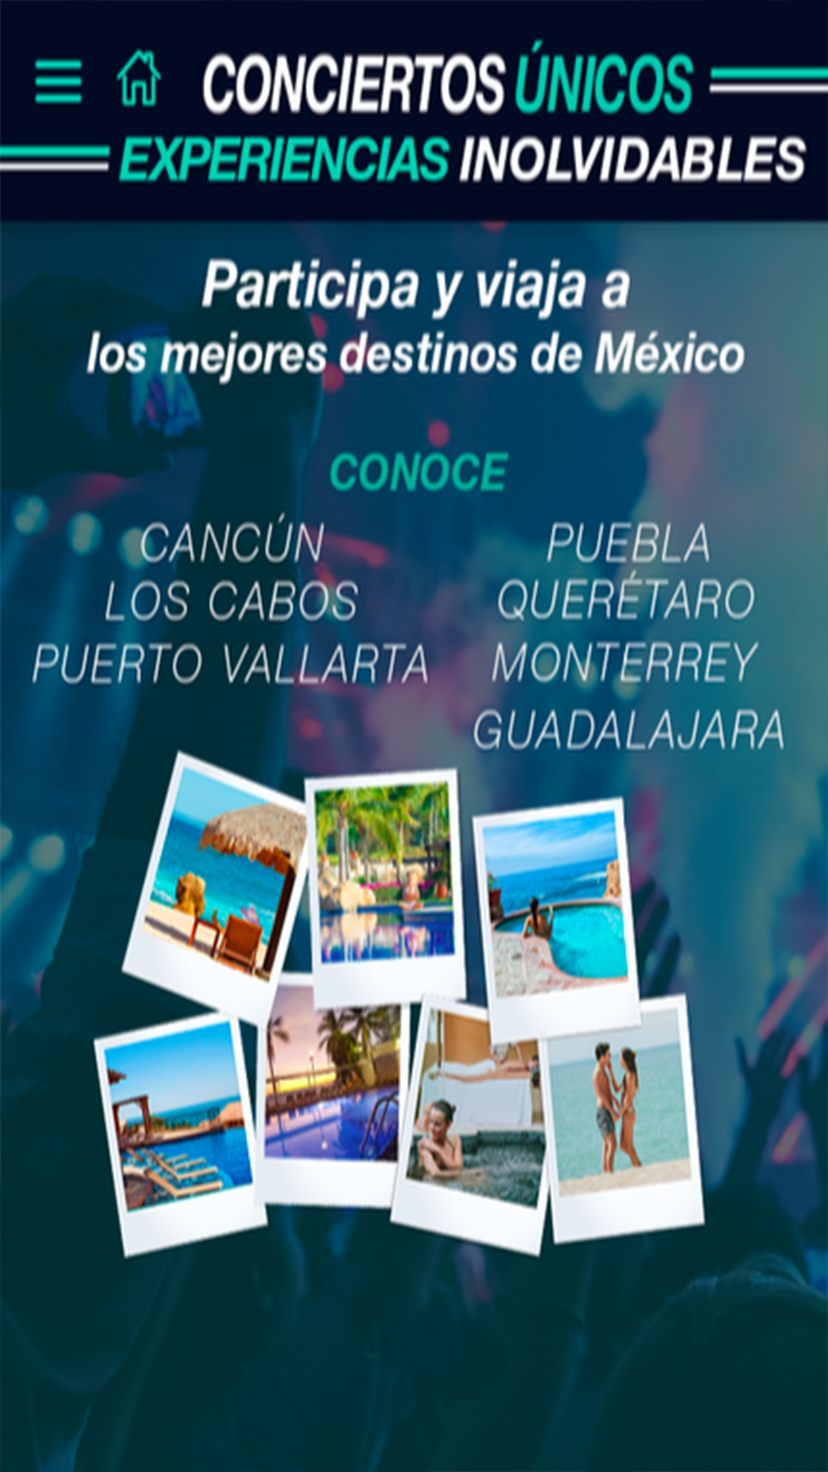 CONCIERTOS ÚNICOS
EXPERIENCIAS INOLVIDABLES
Participa y viaja a
los mejores destinos de México
CONOCE
CANCÚN
LOS CABOS
PUERTO VALLARTA
PUEBLA
QUERÉTARO
MONTERREY
GUADALAJARA